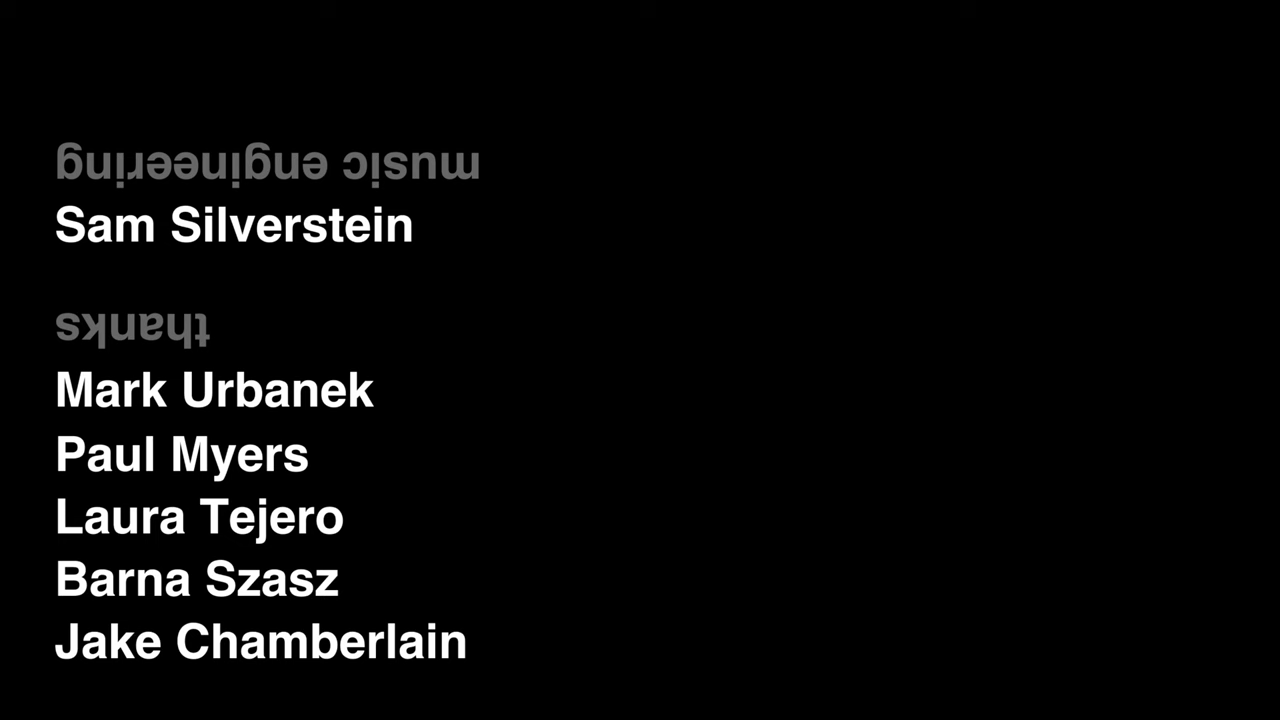 music engineering
Sam Silverstein
thanks
Mark Urbanek
Paul Myers
Laura Tejero
Barna Szasz
Jake Chamberlain